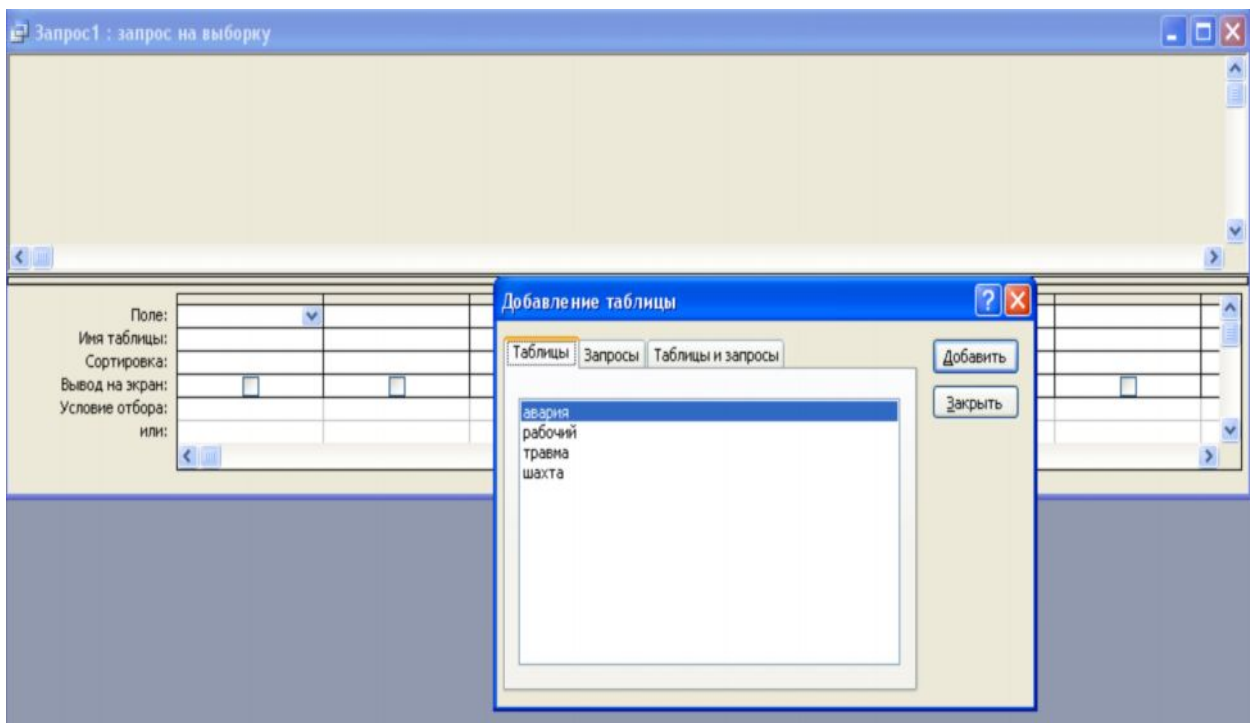 Запрос1 : запрос на выборку
Поле:
Имя таблицы:
Сортировка:
Вывод на экран:
Условие отбора:
или:
Добавление таблицы
Таблицы Запросы Таблицы и запросы
авария
рабочий
травма
шахта
Добавить
Закрыть